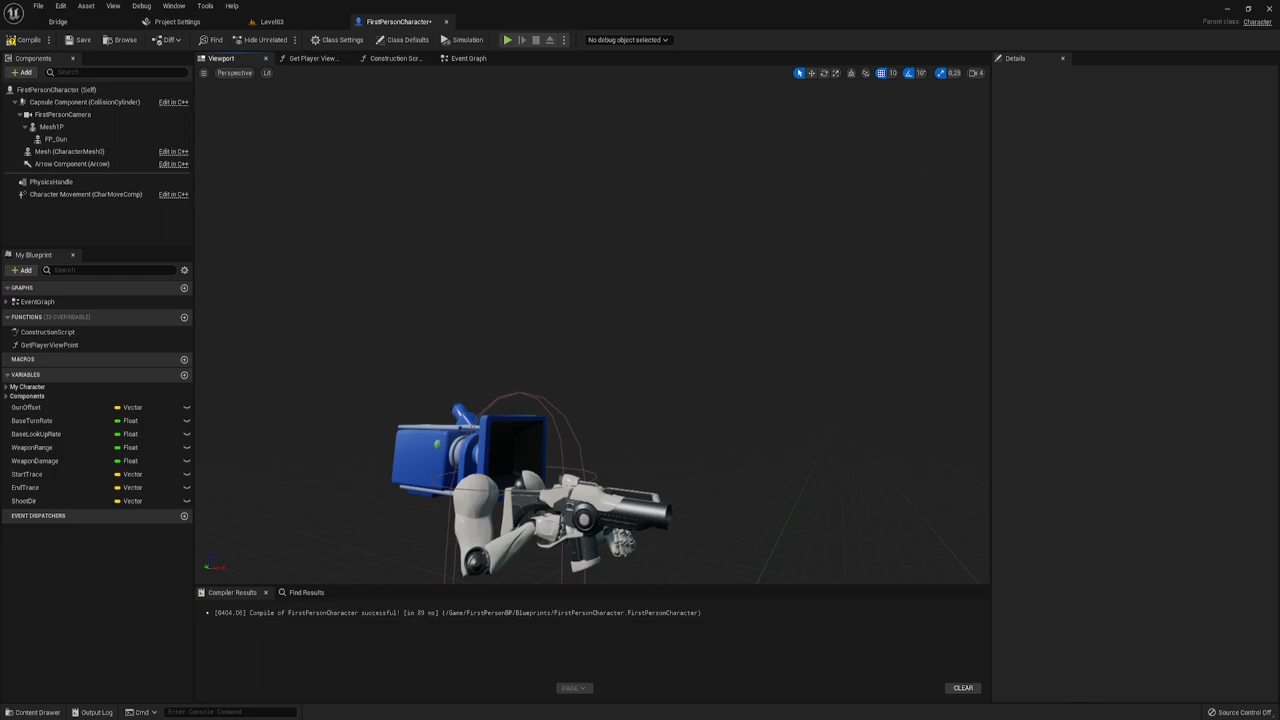 File Edit Asset View Debug Window Tools Help
Bridge Project Settings Level03 FirstPersonCharacter• Parent class: Character
Compile Save Browse Diff Find Hide Unrelated Class Settings Class Defaults Simulation No debug object selected
Components
Add Search
FirstPersonCharacter (Self)
Capsule Component (CollisionCylinder) Edit in C++
FirstPersonCamera
Mesh1P
FP_Gun
Mesh (CharacterMesh0) Edit in C++
Arrow Component (Arrow) Edit in C++
PhysicsHandle
Character Movement (CharMoveComp) Edit in C++
My Blueprint
Add Search
GRAPHS
EventGraph
FUNCTIONS (33 OVERRIDABLE)
ConstructionScript
GetPlayerViewPoint
MACROS
VARIABLES
My Character
Components
GunOffset Vector
BaseTurnRate Float
BaseLookUpRate Float
WeaponRange Float
WeaponDamage Float
StartTrace Vector
EndTrace Vector
ShootDir Vector
EVENT DISPATCHERS
Viewport Get Player View... Construction Scr... Event Graph
Perspective Lit 10 10° 0,25 4
Compiler Results Find Results
[0404,06] Compile of FirstPersonCharacter successful! [in 89 ms] (/Game/FirstPersonBP/Blueprints/FirstPersonCharacter.FirstPersonCharacter)
PAGE CLEAR
Details
Content Drawer Output Log Cmd Enter Console Command Source Control Off